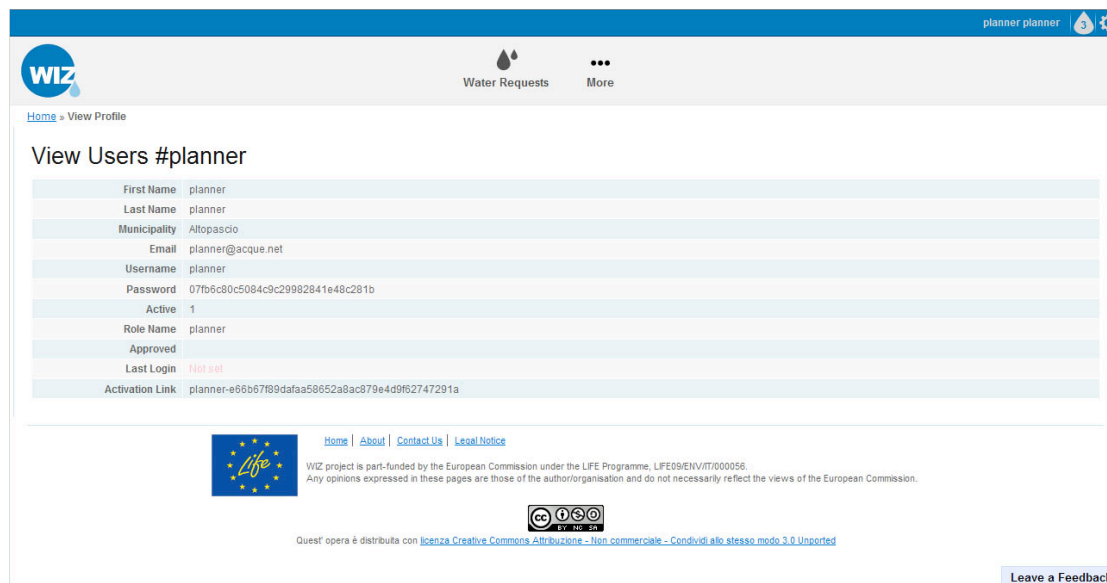 planner planner 3
WIZ
Water Requests
More
Home » View Profile
View Users #planner
First Name planner
Last Name planner
Municipality Altopascio
Email planner@acque.net
Username planner
Password 07fb6c80c5084c9c29982841e48c281b
Active 1
Role Name planner
Approved
Last Login Not set
Activation Link planner-e66b67f89dafaa58652a8ac879e4d9f62747291a
Life
Home | About | Contact Us | Legal Notice
WIZ project is part-funded by the European Commission under the LIFE Programme, LIFE09/ENV/IT/000056.
Any opinions expressed in these pages are those of the author/organisation and do not necessarily reflect the views of the European Commission.
cc
BY NC SA
Quest' opera è distribuita con licenza Creative Commons Attribuzione - Non commerciale - Condividi allo stesso modo 3.0 Unported
Leave a Feedback